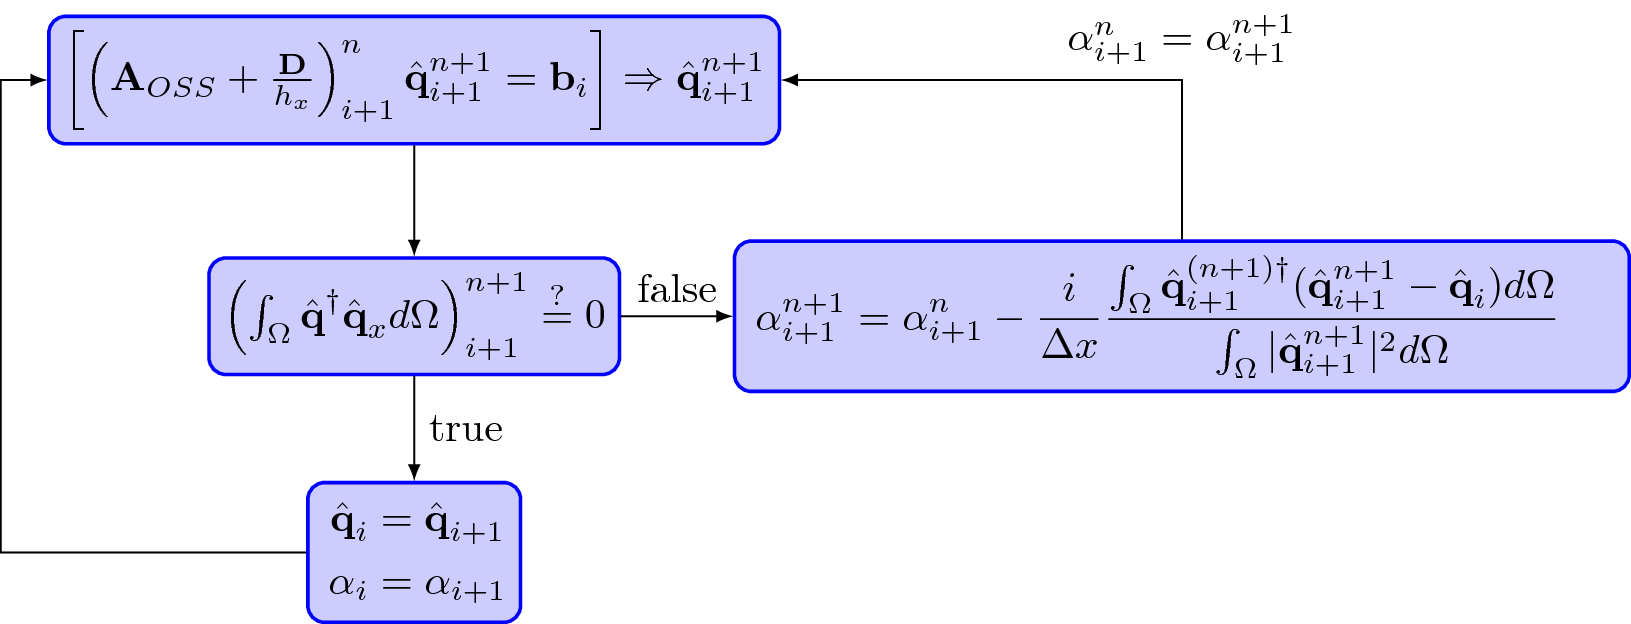 $\left[\left(\mathbf{A}_{OSS} + \frac{\mathbf{D}}{h_x}\right)_{i+1}^{n} \hat{\mathbf{q}}_{i+1}^{n+1} = \mathbf{b}_i\right] \Rightarrow \hat{\mathbf{q}}_{i+1}^{n+1}$
$\alpha_{i+1}^{n} = \alpha_{i+1}^{n+1}$
$\left(\int_{\Omega} \hat{\mathbf{q}}^{\dagger} \hat{\mathbf{q}}_x d\Omega\right)_{i+1}^{n+1} \stackrel{?}{=} 0$
false
$\alpha_{i+1}^{n+1} = \alpha_{i+1}^{n} - \frac{i}{\Delta x} \frac{\int_{\Omega} \hat{\mathbf{q}}_{i+1}^{(n+1)\dagger} (\hat{\mathbf{q}}_{i+1}^{n+1} - \hat{\mathbf{q}}_i) d\Omega}{\int_{\Omega} |\hat{\mathbf{q}}_{i+1}^{n+1}|^2 d\Omega}$
true
$\hat{\mathbf{q}}_i = \hat{\mathbf{q}}_{i+1}$
$\alpha_i = \alpha_{i+1}$